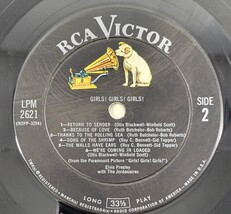 RCA VICTOR
GIRLS! GIRLS! GIRLS!
LPM
2621
(N2PP-3294)
SIDE
2
1—RETURN TO SENDER (Otis Blackwell-Winfield Scott)
2—BECAUSE OF LOVE (Ruth Batchelor-Bob Roberts)
3—THANKS TO THE ROLLING SEA (Ruth Batchelor-Bob Roberts)
4—SONG OF THE SHRIMP (Roy C. Bennett-Sid Tepper)
5—THE WALLS HAVE EARS (Roy C. Bennett-Sid Tepper)
6—WE'RE COMING IN LOADED
(Otis Blackwell-Winfield Scott)
(from the Paramount Picture "Girls! Girls! Girls!")
Elvis Presley
with The Jordanaires
LONG 33⅓ PLAY